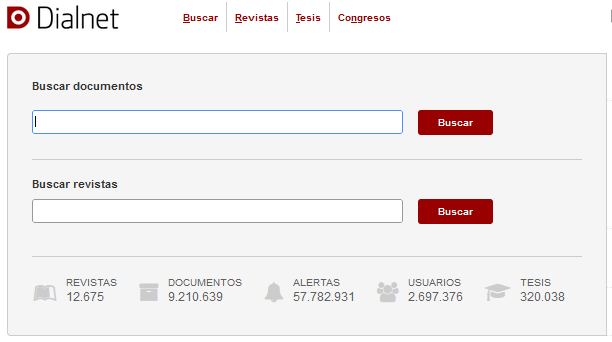 Dialnet
Buscar Revistas Tesis Congresos
Buscar documentos
Buscar
Buscar revistas
Buscar
REVISTAS DOCUMENTOS ALERTAS USUARIOS TESIS
12.675 9.210.639 57.782.931 2.697.376 320.038